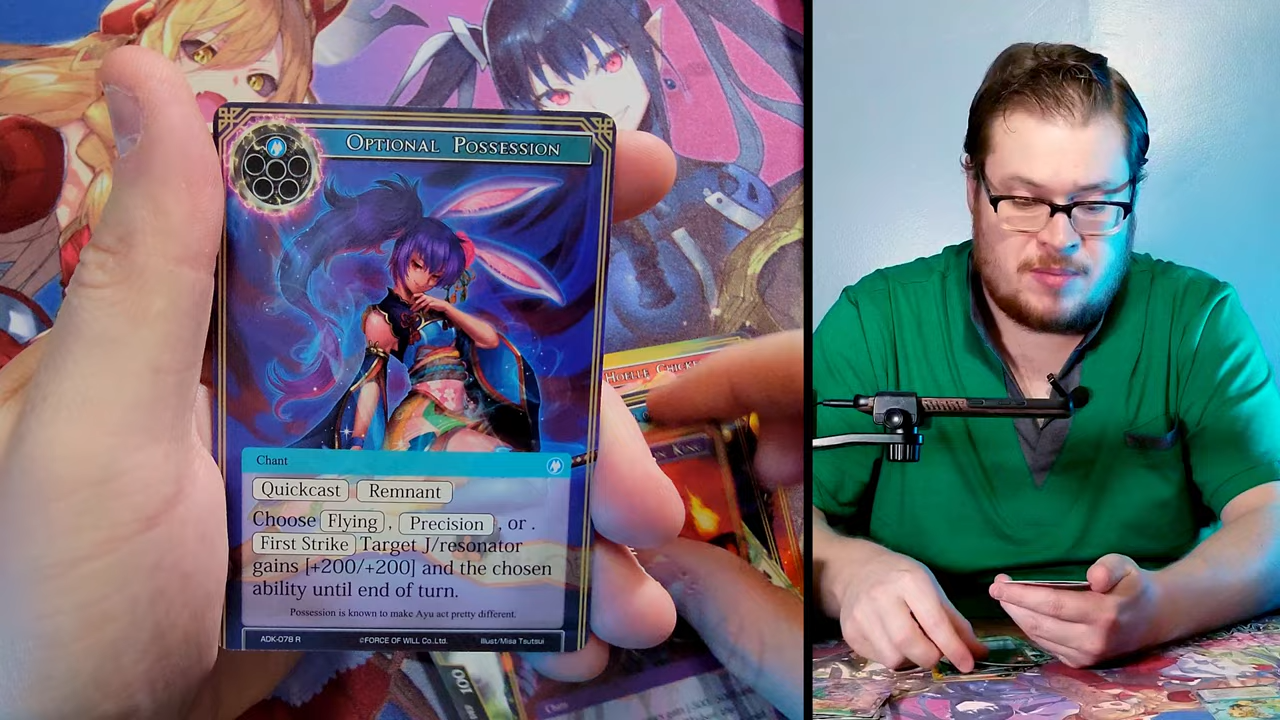 Optional Possession
Chant
Quickcast Remnant
Choose Flying , Precision , or .
First Strike Target J/resonator
gains [+200/+200] and the chosen
ability until end of turn.
Possession is known to make Ayu act pretty different.
ADK-078 R ©FORCE OF WILL Co.,Ltd. Illust/Misa Tsutsui
King
001